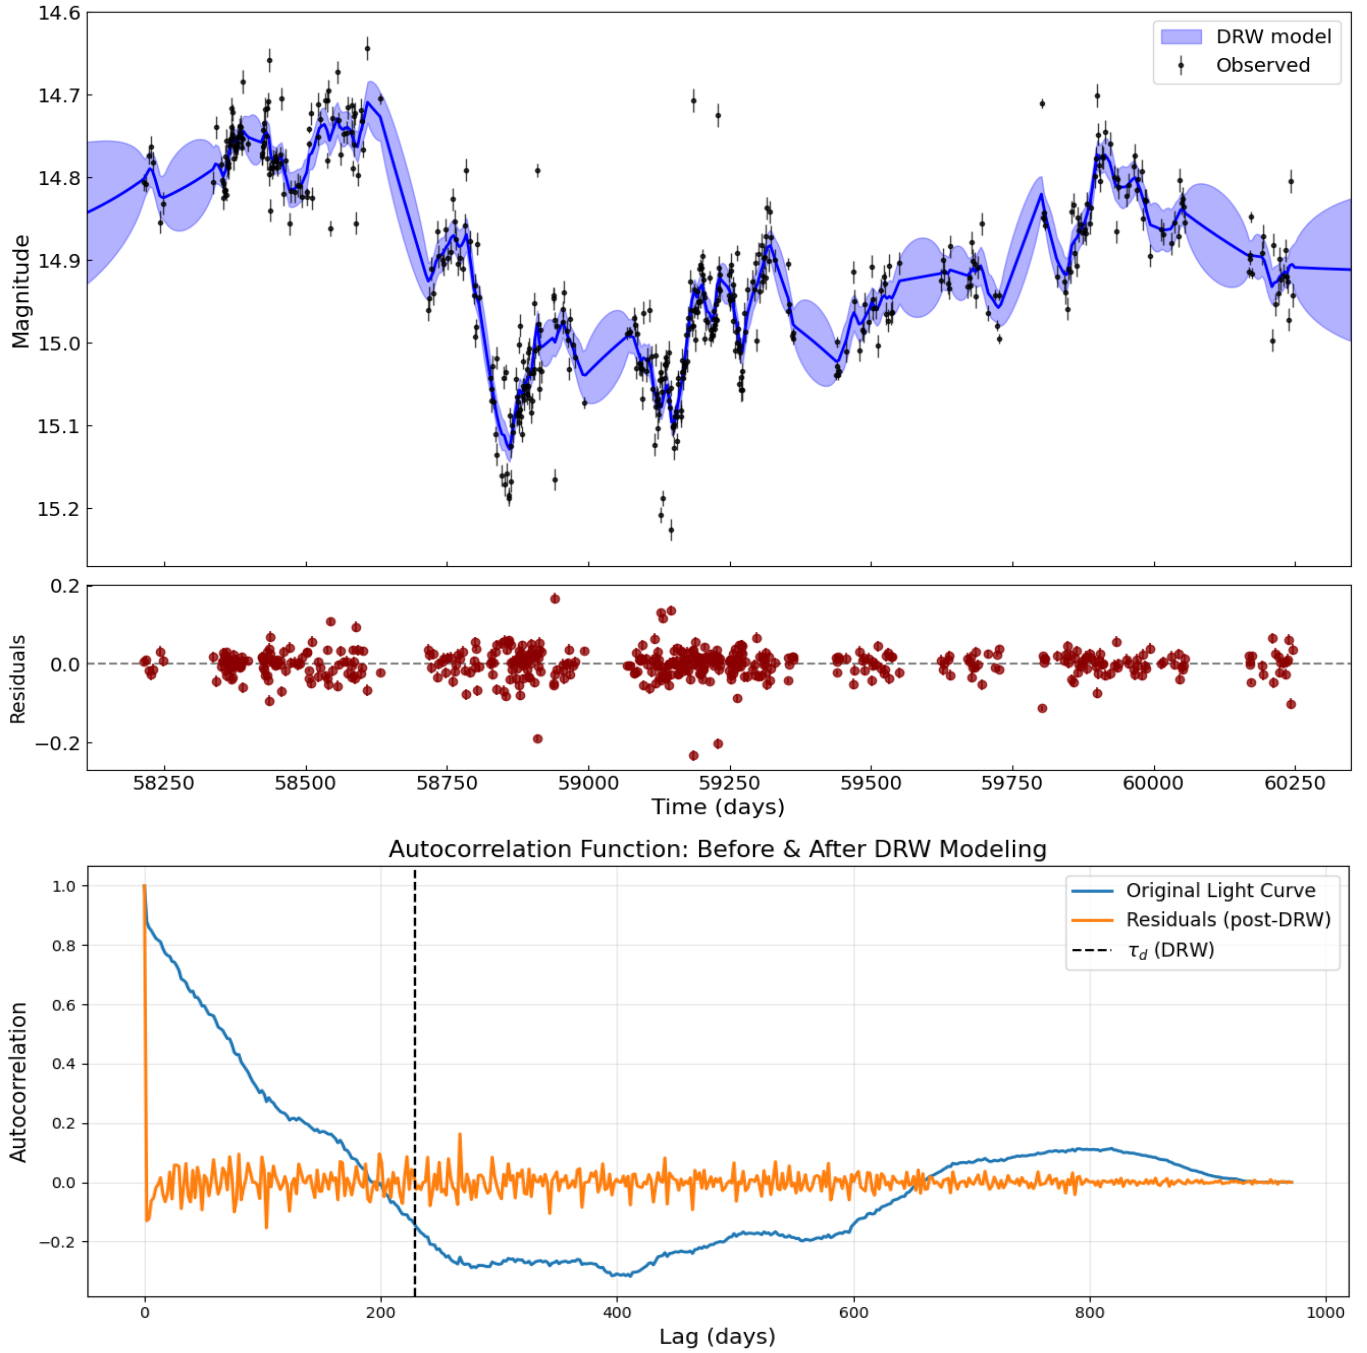 14.6
14.7
14.8
14.9
15.0
15.1
15.2
Magnitude
DRW model
Observed
0.2
0.0
−0.2
Residuals
58250 58500 58750 59000 59250 59500 59750 60000 60250
Time (days)
Autocorrelation Function: Before & After DRW Modeling
1.0
0.8
0.6
0.4
0.2
0.0
−0.2
Autocorrelation
Original Light Curve
Residuals (post-DRW)
τd (DRW)
0 200 400 600 800 1000
Lag (days)